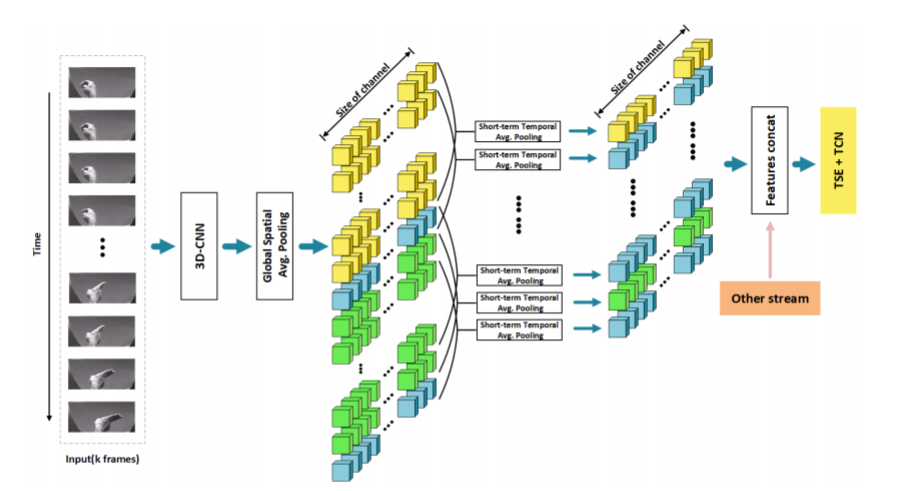 Time
Input(k frames)
3D-CNN
Global Spatial
Avg. Pooling
Size of channel
Short-term Temporal
Avg. Pooling
Short-term Temporal
Avg. Pooling
Short-term Temporal
Avg. Pooling
Short-term Temporal
Avg. Pooling
Short-term Temporal
Avg. Pooling
Size of channel
Features concat
Other stream
TSE + TCN